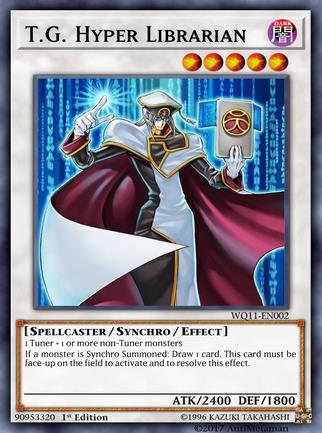 T.G. Hyper Librarian
DARK
闇
WQ11-EN002
[Spellcaster / Synchro / Effect]
1 Tuner + 1 or more non-Tuner monsters
If a monster is Synchro Summoned: Draw 1 card. This card must be
face-up on the field to activate and to resolve this effect.
ATK/2400 DEF/1800
90953320 1st Edition ©1996 KAZUKI TAKAHASHI
©2017 AntiMetaman